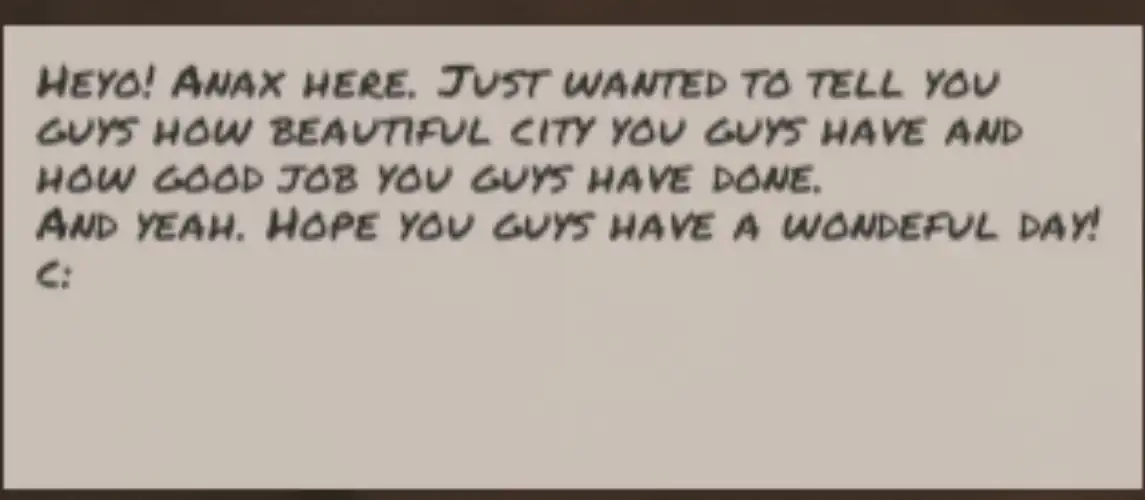 Heyo! Anax here. Just wanted to tell you
guys how beautiful city you guys have and
how good job you guys have done.
And yeah. Hope you guys have a wondeful day!
C: